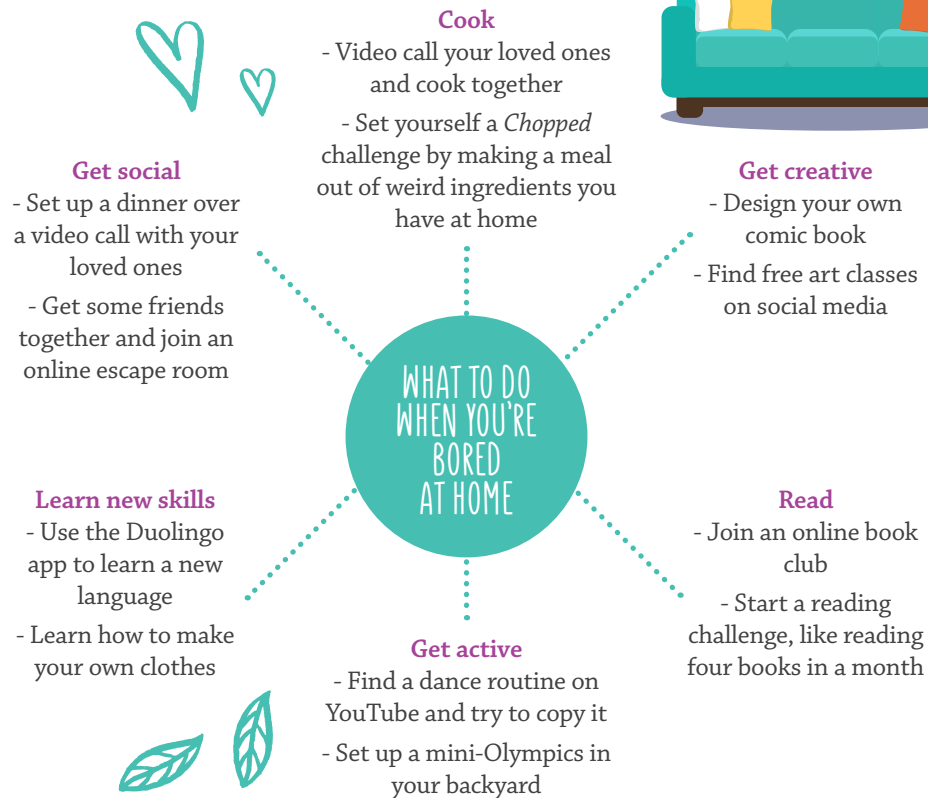 Cook
- Video call your loved ones
and cook together
- Set yourself a Chopped
challenge by making a meal
out of weird ingredients you
have at home
Get social
- Set up a dinner over
a video call with your
loved ones
- Get some friends
together and join an
online escape room
Get creative
- Design your own
comic book
- Find free art classes
on social media
WHAT TO DO
WHEN YOU'RE
BORED
AT HOME
Learn new skills
- Use the Duolingo
app to learn a new
language
- Learn how to make
your own clothes
Get active
- Find a dance routine on
YouTube and try to copy it
- Set up a mini-Olympics in
your backyard
Read
- Join an online book
club
- Start a reading
challenge, like reading
four books in a month